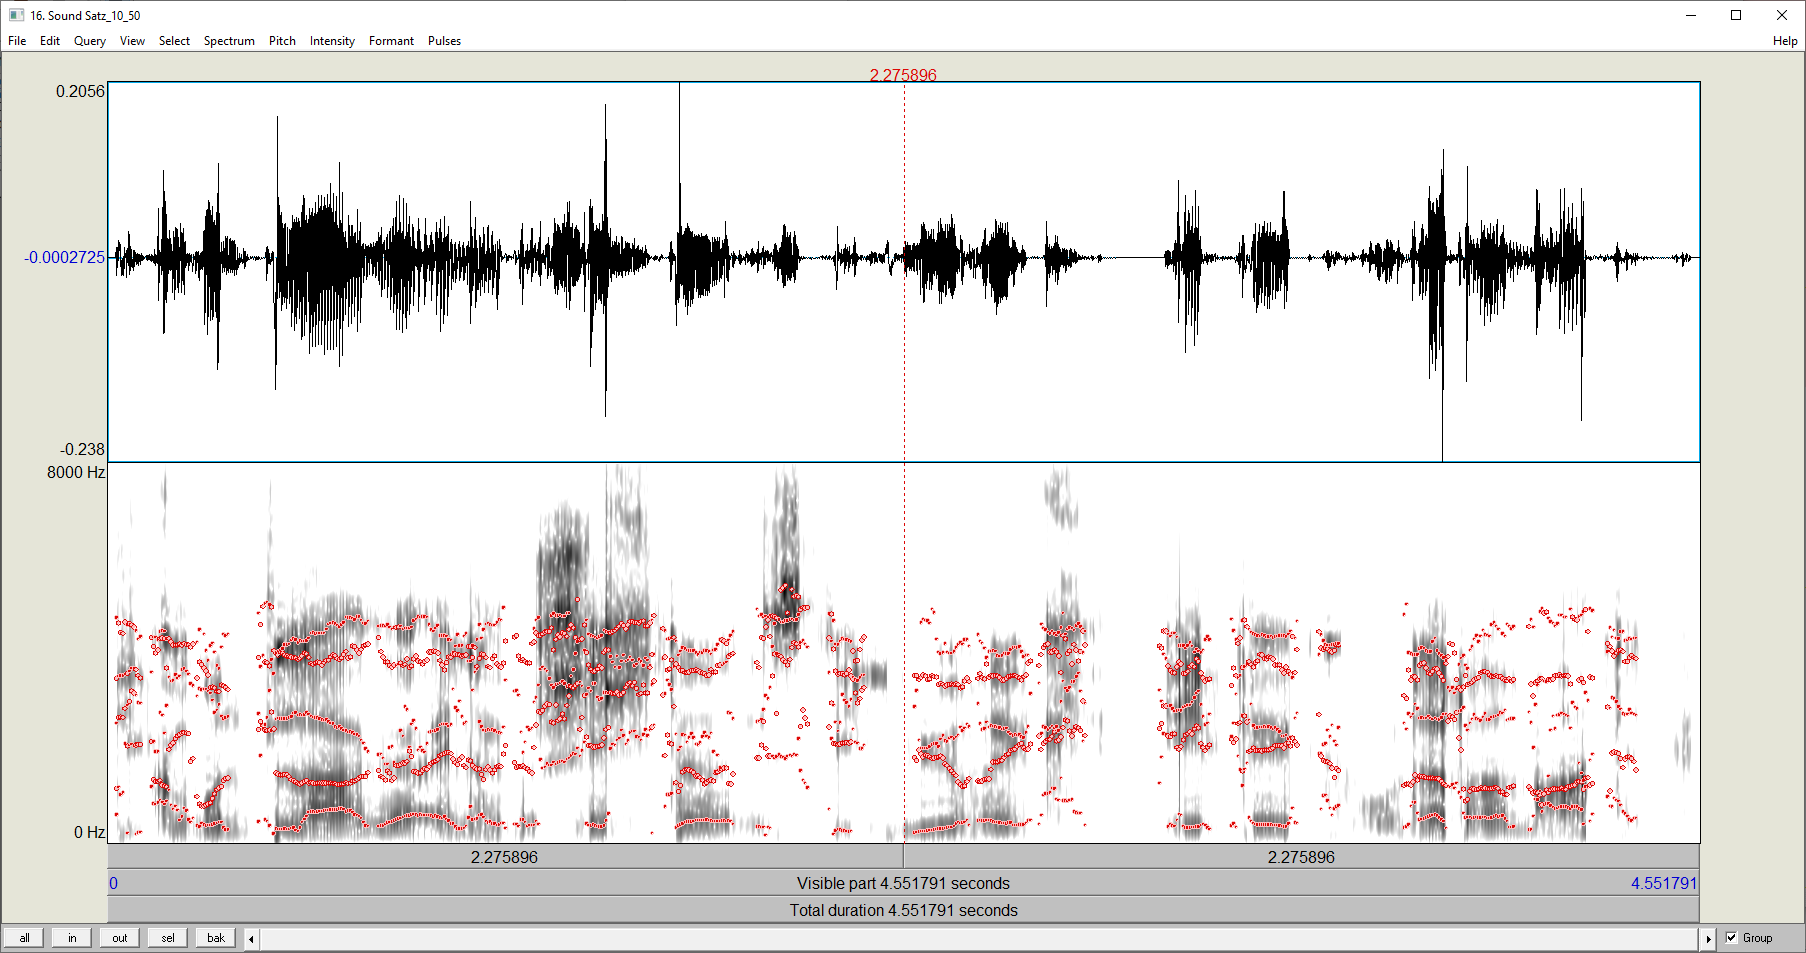 16. Sound Satz_10_50
File Edit Query View Select Spectrum Pitch Intensity Formant Pulses Help
2.275896
0.2056
-0.0002725
-0.238
8000 Hz
0 Hz
2.275896 2.275896
0 Visible part 4.551791 seconds 4.551791
Total duration 4.551791 seconds
all in out sel bak Group